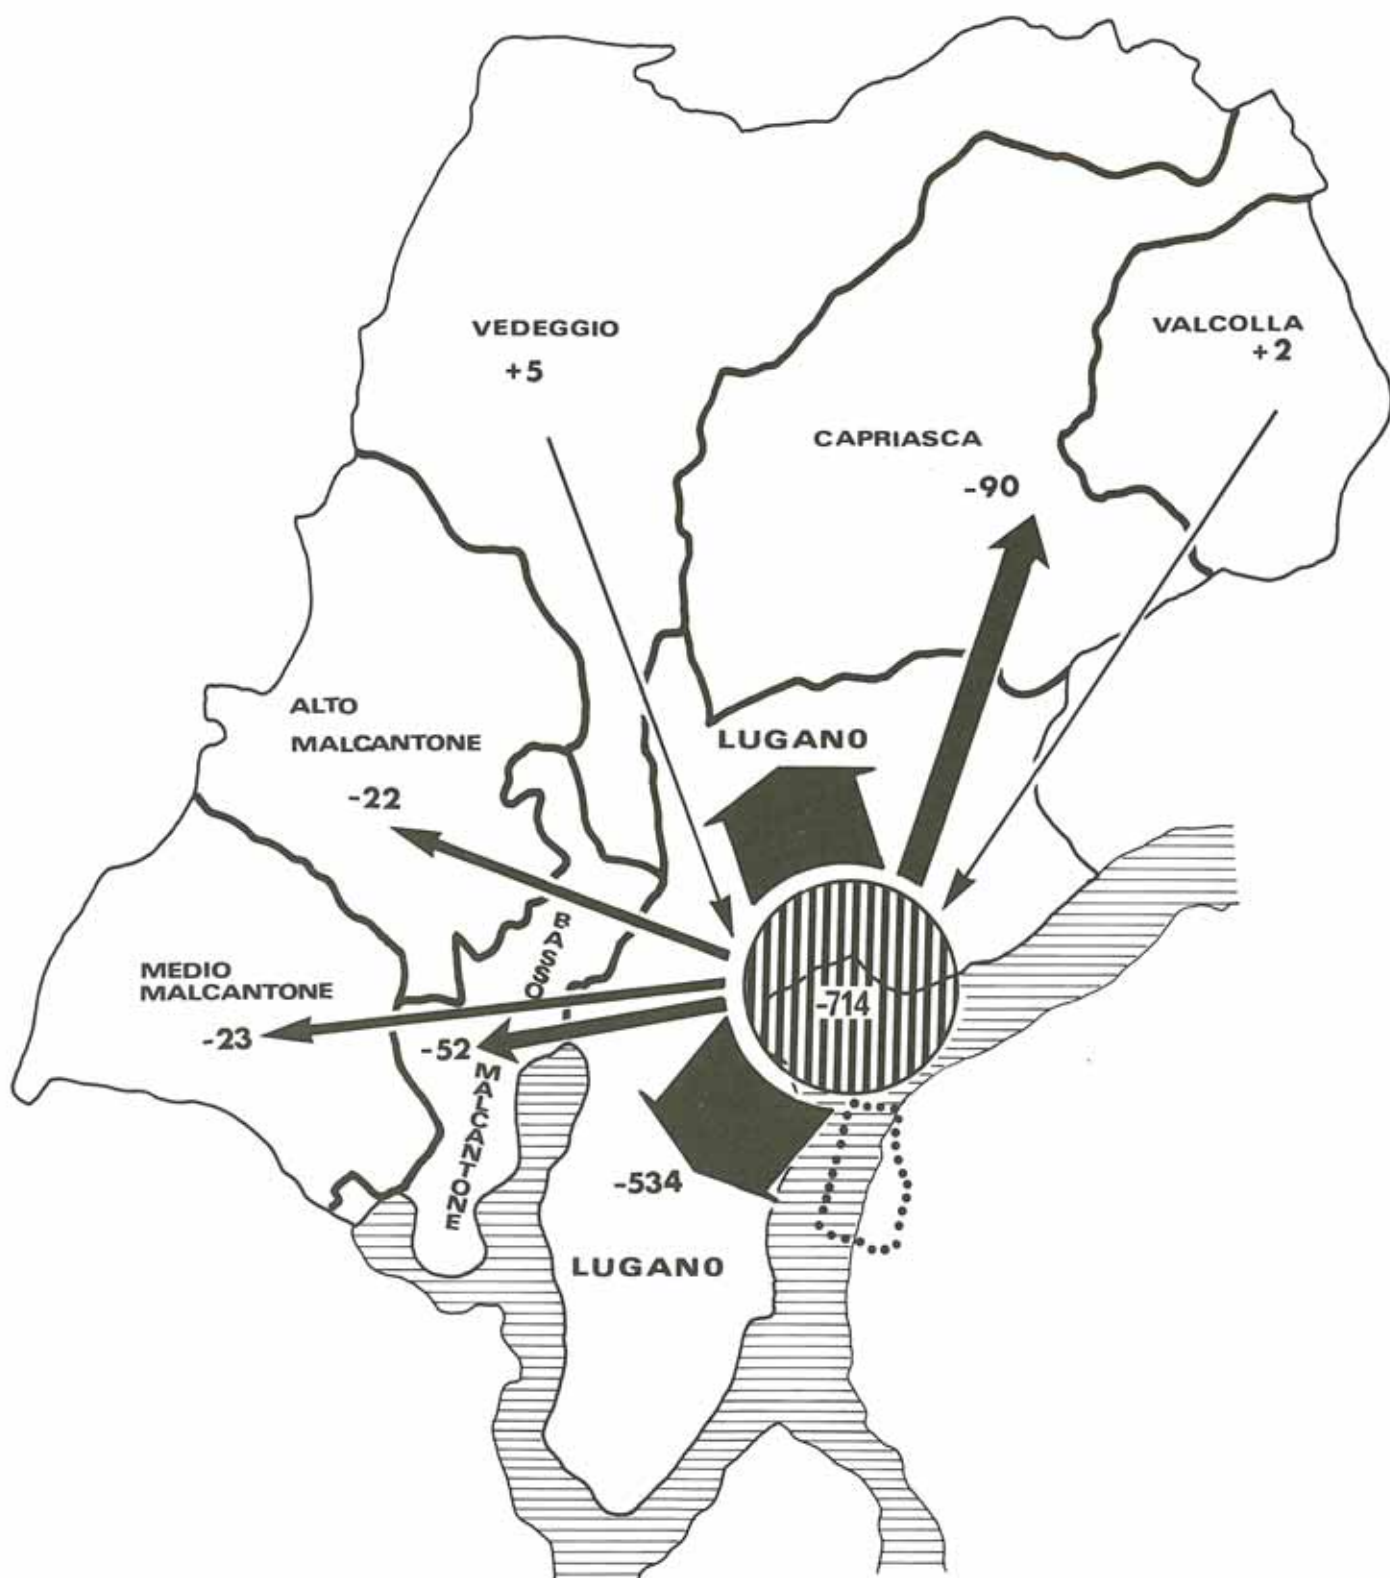 VEDEGGIO
+5
VALCOLLA
+2
CAPRIASCA
-90
ALTO
MALCANTONE
-22
LUGANO
BASSO
MALCANTONE
-52
MEDIO
MALCANTONE
-23
-714
-534
LUGANO